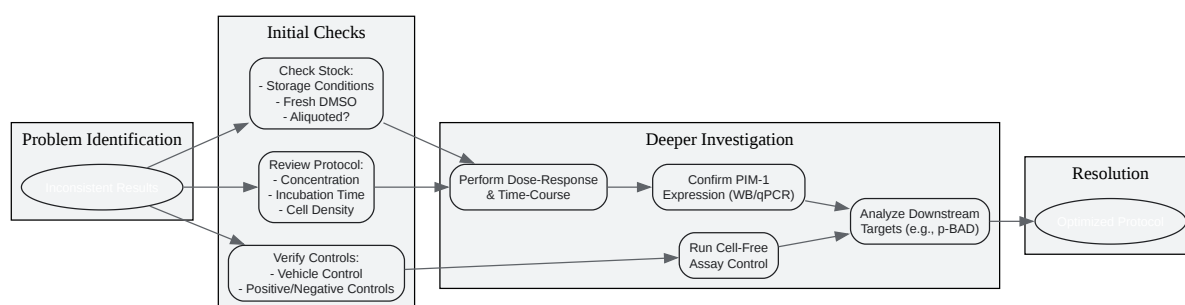 Problem Identification
Inconsistent Results
Initial Checks
Check Stock:
- Storage Conditions
- Fresh DMSO
- Aliquoted?
Review Protocol:
- Concentration
- Incubation Time
- Cell Density
Verify Controls:
- Vehicle Control
- Positive/Negative Controls
Deeper Investigation
Perform Dose-Response
& Time-Course
Confirm PIM-1
Expression (WB/qPCR)
Run Cell-Free
Assay Control
Analyze Downstream
Targets (e.g., p-BAD)
Resolution
Optimized Protocol